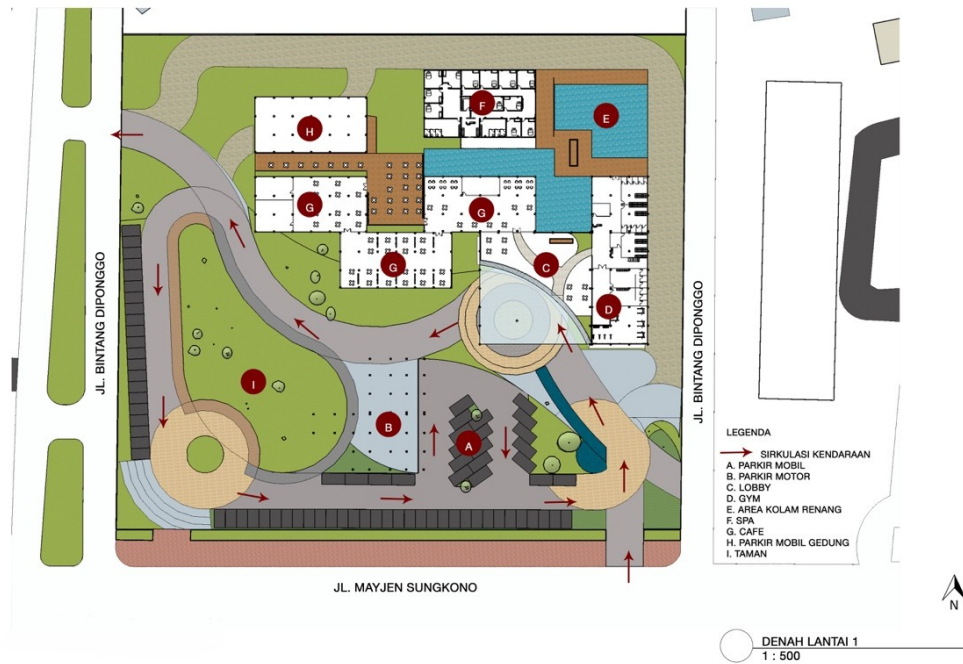 F
E
H
G
G
G
C
D
I
B
A
JL. BINTANG DIPONGGO
JL. BINTANG DIPONGGO
JL. MAYJEN SUNGKONO
LEGENDA
SIRKULASI KENDARAAN
A. PARKIR MOBIL
B. PARKIR MOTOR
C. LOBBY
D. GYM
E. AREA KOLAM RENANG
F. SPA
G. CAFE
H. PARKIR MOBIL GEDUNG
I. TAMAN
N
DENAH LANTAI 1
1 : 500